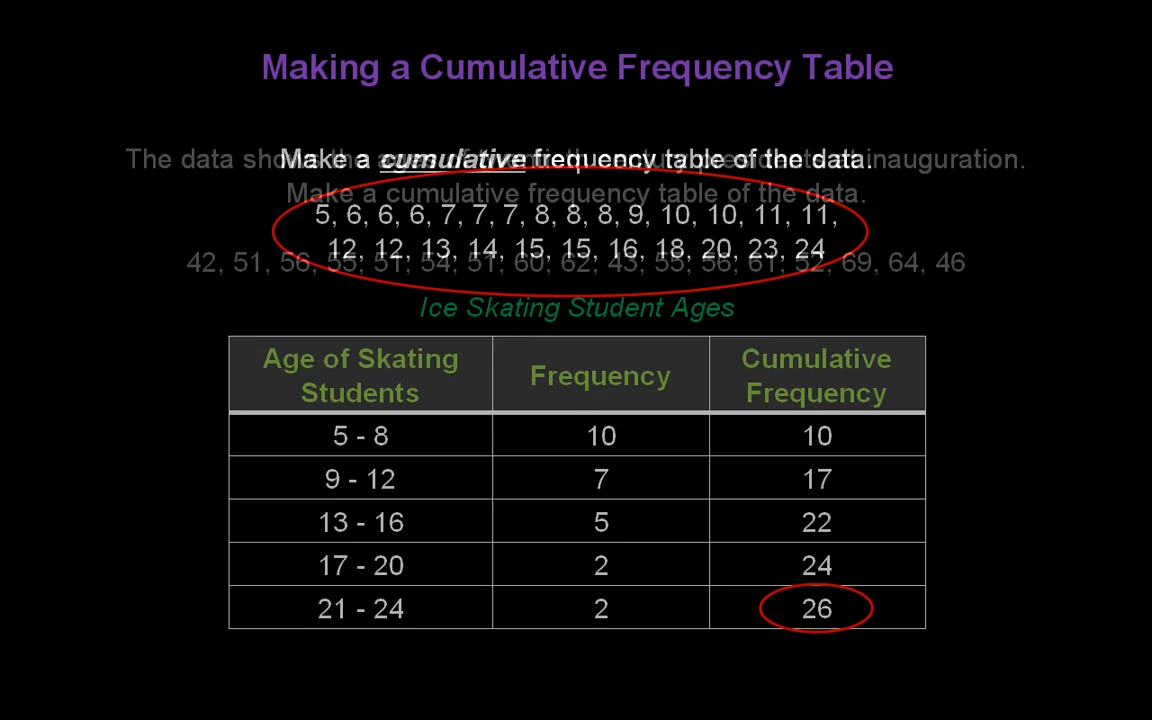 Making a Cumulative Frequency Table
Make a cumulative frequency table of the data.
The data shows the ages of twentieth century presidents at inauguration.
Make a cumulative frequency table of the data.
5, 6, 6, 6, 7, 7, 7, 8, 8, 8, 9, 10, 10, 11, 11,
12, 12, 13, 14, 15, 15, 16, 18, 20, 23, 24
42, 51, 56, 55, 51, 54, 51, 60, 62, 43, 55, 56, 61, 52, 69, 64, 46
Ice Skating Student Ages
Age of Skating Students Frequency Cumulative Frequency
5 - 8 10 10
9 - 12 7 17
13 - 16 5 22
17 - 20 2 24
21 - 24 2 26